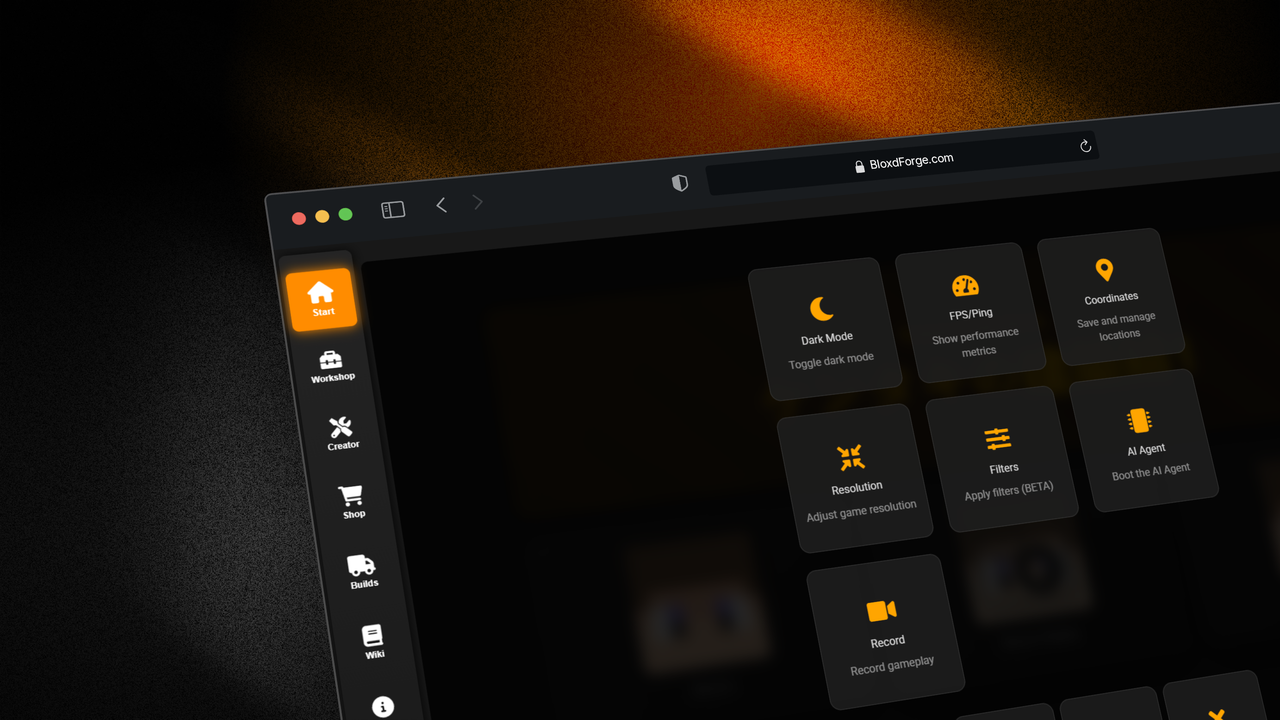 BloxdForge.com
Start
Workshop
Creator
Shop
Builds
Wiki
Dark Mode
Toggle dark mode
FPS/Ping
Show performance
metrics
Coordinates
Save and manage
locations
Resolution
Adjust game resolution
Filters
Apply filters (BETA)
AI Agent
Boot the AI Agent
Record
Record gameplay